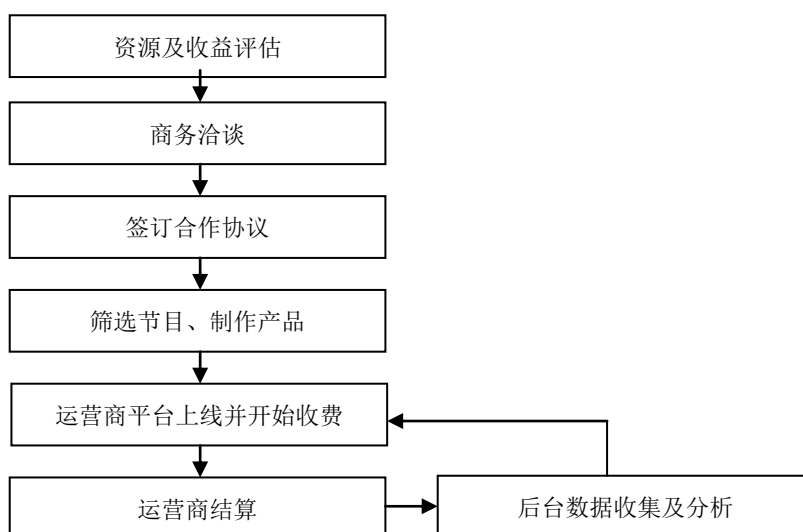 资源及收益评估
商务洽谈
签订合作协议
筛选节目、制作产品
运营商平台上线并开始收费
运营商结算
后台数据收集及分析